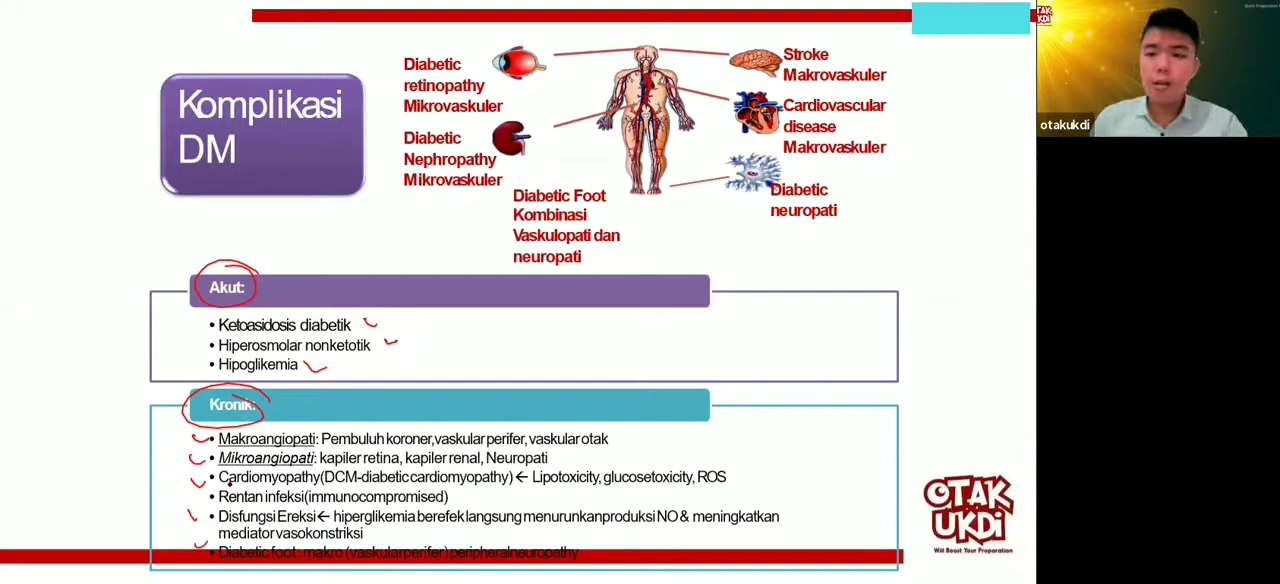 Komplikasi
DM
Diabetic
retinopathy
Mikrovaskuler
Diabetic
Nephropathy
Mikrovaskuler
Diabetic Foot
Kombinasi
Vaskulopati dan
neuropati
Stroke
Makrovaskuler
Cardiovascular
disease
Makrovaskuler
Diabetic
neuropati
Akut:
• Ketoasidosis diabetik
• Hiperosmolar nonketotik
• Hipoglikemia
Kronik:
• Makroangiopati: Pembuluh koroner,vaskular perifer, vaskular otak
• Mikroangiopati: kapiler retina, kapiler renal, Neuropati
• Cardiomyopathy(DCM-diabetic cardiomyopathy) ← Lipotoxicity, glucosetoxicity, ROS
• Rentan infeksi(immunocompromised)
• Disfungsi Ereksi ← hiperglikemia berefek langsung menurunkan produksi NO & meningkatkan
mediator vasokonstriksi
• Diabetic foot : makro (vaskular perifer) peripheral neuropathy
OTAK
UKDI
Will Boost Your Preparation
OTAK
UKDI
otakukdi